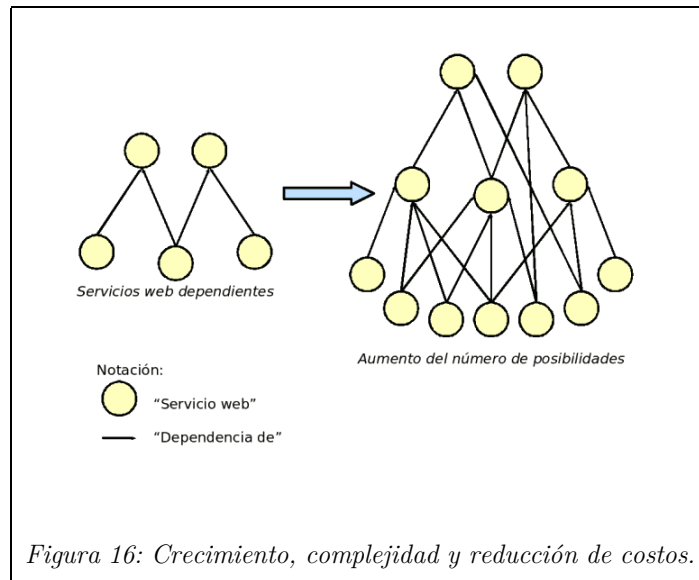 Servicios web dependientes
Aumento del número de posibilidades
Notación:
“Servicio web”
“Dependencia de”
Figura 16: Crecimiento, complejidad y reducción de costos.